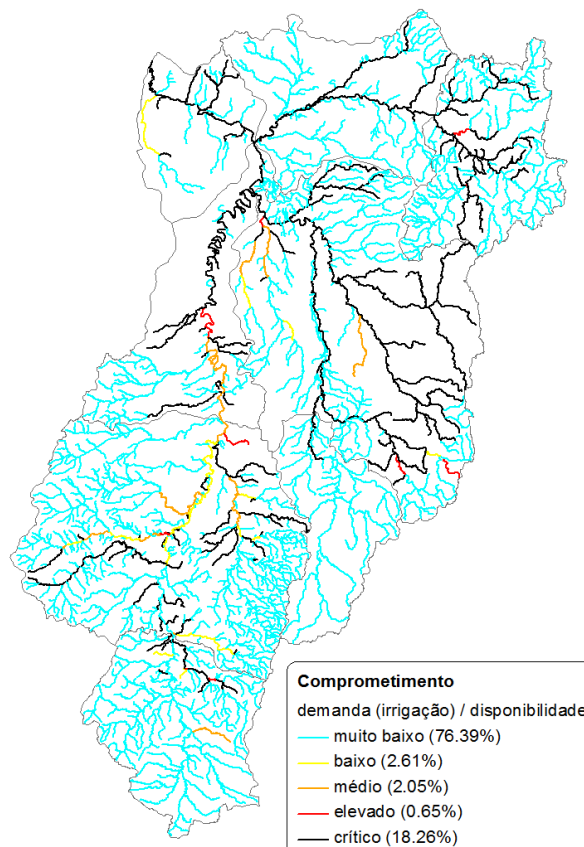 Comprometimento
demanda (irrigação) / disponibilidade
muito baixo (76.39%)
baixo (2.61%)
médio (2.05%)
elevado (0.65%)
crítico (18.26%)